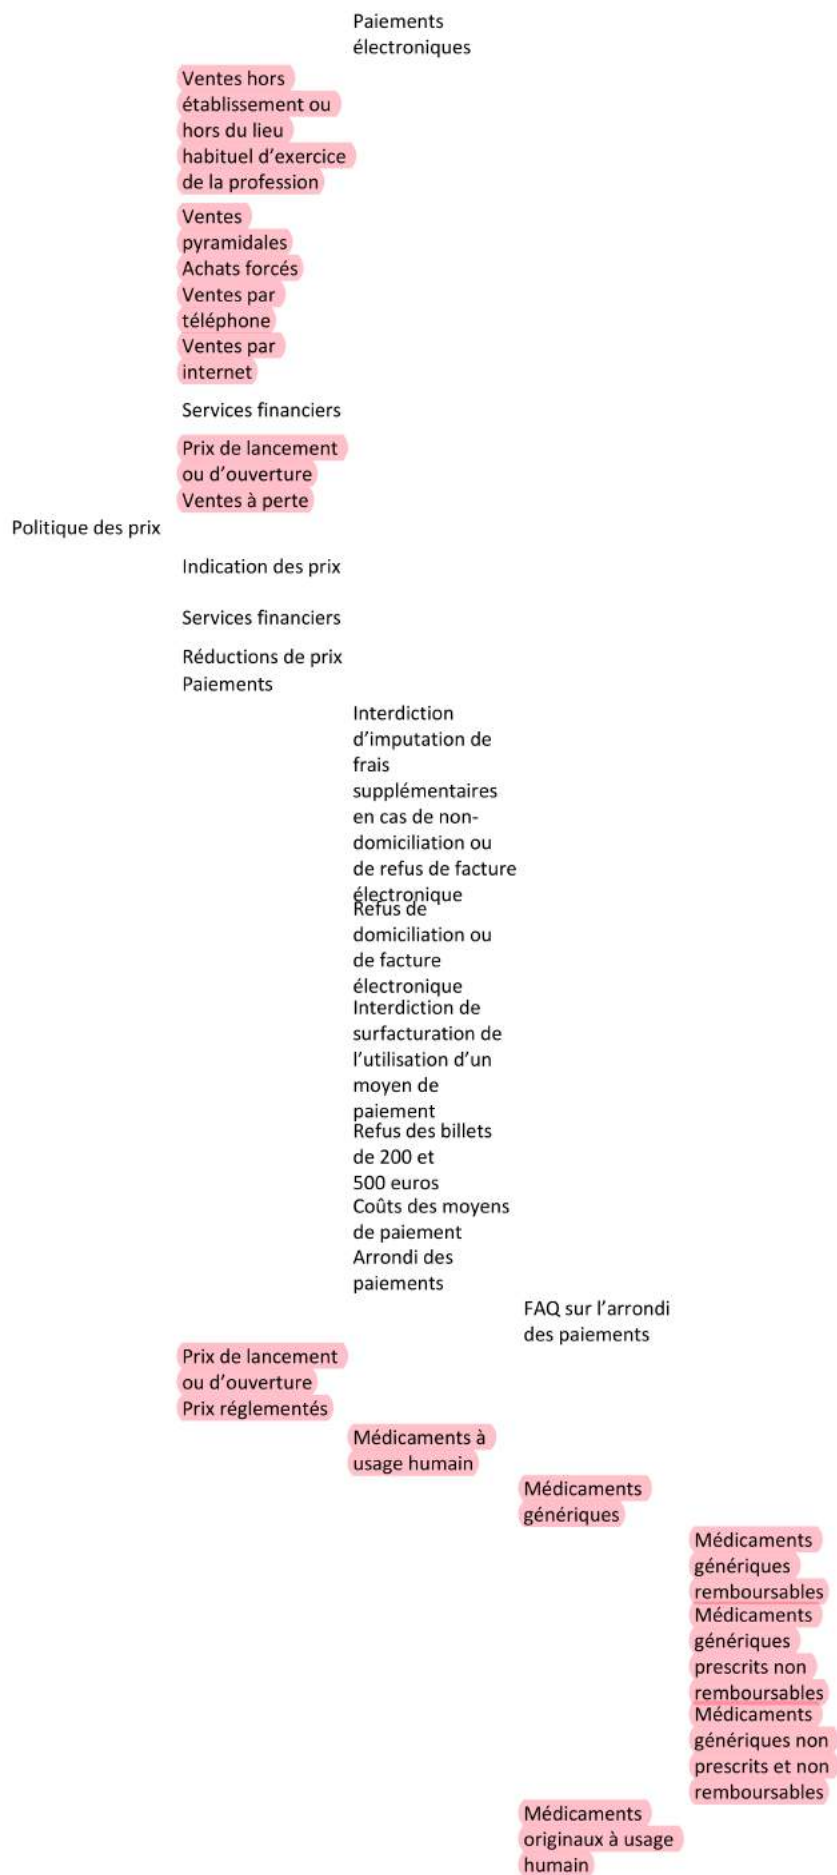 Paiements
électroniques
Ventes hors
établissement ou
hors du lieu
habituel d’exercice
de la profession
Ventes
pyramidales
Achats forcés
Ventes par
téléphone
Ventes par
internet
Services financiers
Prix de lancement
ou d’ouverture
Ventes à perte
Politique des prix
Indication des prix
Services financiers
Réductions de prix
Paiements
Interdiction
d’imputation de
frais
supplémentaires
en cas de non-
domiciliation ou
de refus de facture
électronique
Refus de
domiciliation ou
de facture
électronique
Interdiction de
surfacturation de
l’utilisation d’un
moyen de
paiement
Refus des billets
de 200 et
500 euros
Coûts des moyens
de paiement
Arrondi des
paiements
FAQ sur l’arrondi
des paiements
Prix de lancement
ou d’ouverture
Prix réglementés
Médicaments à
usage humain
Médicaments
génériques
Médicaments
génériques
remboursables
Médicaments
génériques
prescrits non
remboursables
Médicaments
génériques non
prescrits et non
remboursables
Médicaments
originaux à usage
humain